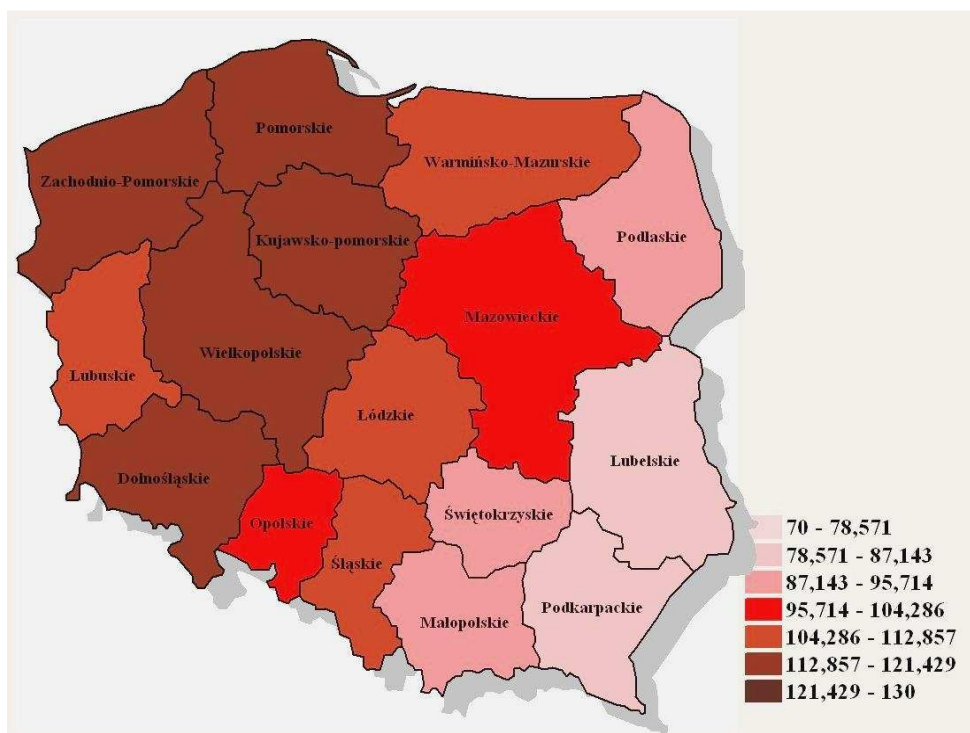 Pomorskie
Warmińsko-Mazurskie
Zachodnio-Pomorskie
Podlaskie
Kujawsko-pomorskie
Mazowieckie
Wielkopolskie
Lubuskie
Łódzkie
Lubelskie
Dolnośląskie
Świętokrzyskie
Opolskie
Śląskie
Podkarpackie
Małopolskie
70 - 78,571
78,571 - 87,143
87,143 - 95,714
95,714 - 104,286
104,286 - 112,857
112,857 - 121,429
121,429 - 130